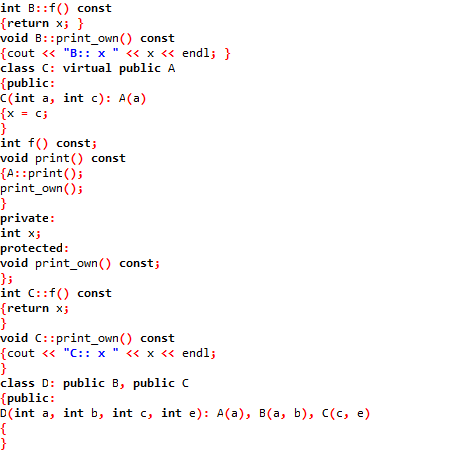 int B::f() const
{return x; }
void B::print_own() const
{cout << "B:: x " << x << endl; }
class C: virtual public A
{public:
C(int a, int c): A(a)
{x = c;
}
int f() const;
void print() const
{A::print();
print_own();
}
private:
int x;
protected:
void print_own() const;
};
int C::f() const
{return x;
}
void C::print_own() const
{cout << "C:: x " << x << endl;
}
class D: public B, public C
{public:
D(int a, int b, int c, int e): A(a), B(a, b), C(c, e)
{
}